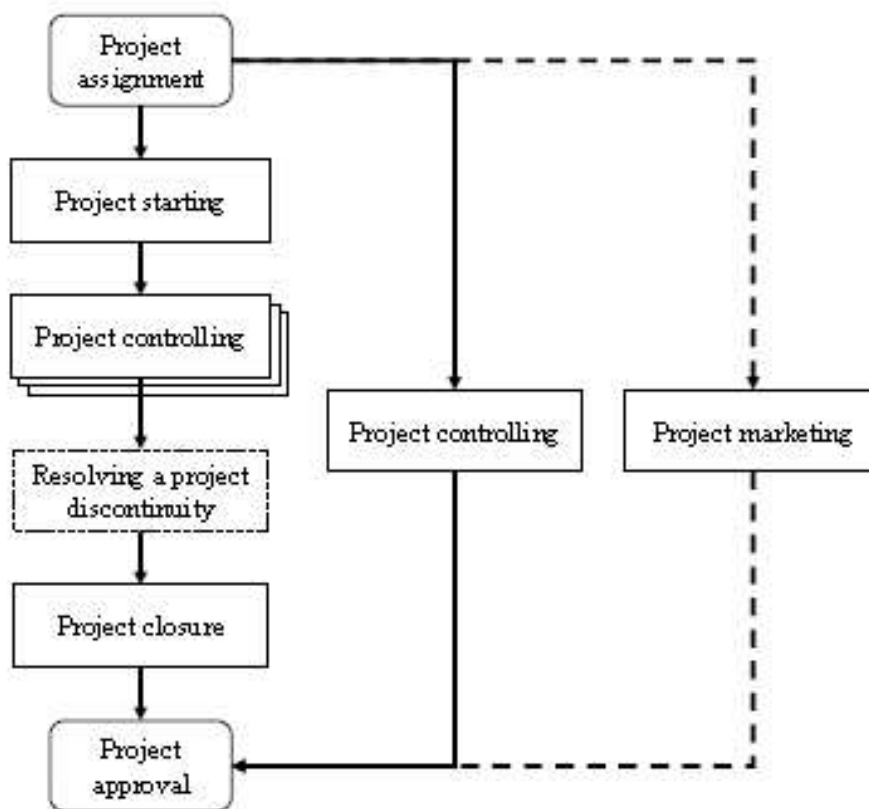 Project
assignment
Project starting
Project controlling
Resolving a project
discontinuity
Project closure
Project
approval
Project controlling
Project marketing